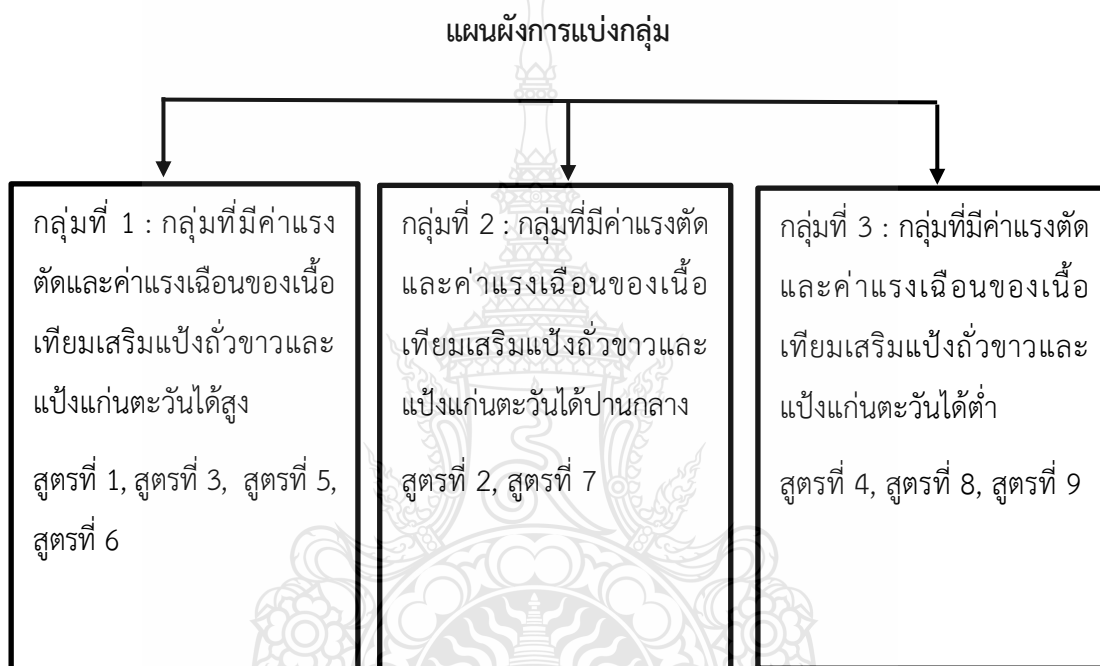 แผนผังการแบ่งกลุ่ม
กลุ่มที่ 1 : กลุ่มที่มีค่าแรง
ตัดและค่าแรงเฉือนของเนื้อ
เทียมเสริมแป้งถั่วขาวและ
แป้งแก่นตะวันได้สูง
สูตรที่ 1, สูตรที่ 3, สูตรที่ 5,
สูตรที่ 6
กลุ่มที่ 2 : กลุ่มที่มีค่าแรงตัด
และค่าแรงเฉือนของเนื้อ
เทียมเสริมแป้งถั่วขาวและ
แป้งแก่นตะวันได้ปานกลาง
สูตรที่ 2, สูตรที่ 7
กลุ่มที่ 3 : กลุ่มที่มีค่าแรงตัด
และค่าแรงเฉือนของเนื้อ
เทียมเสริมแป้งถั่วขาวและ
แป้งแก่นตะวันได้ต่ำ
สูตรที่ 4, สูตรที่ 8, สูตรที่ 9